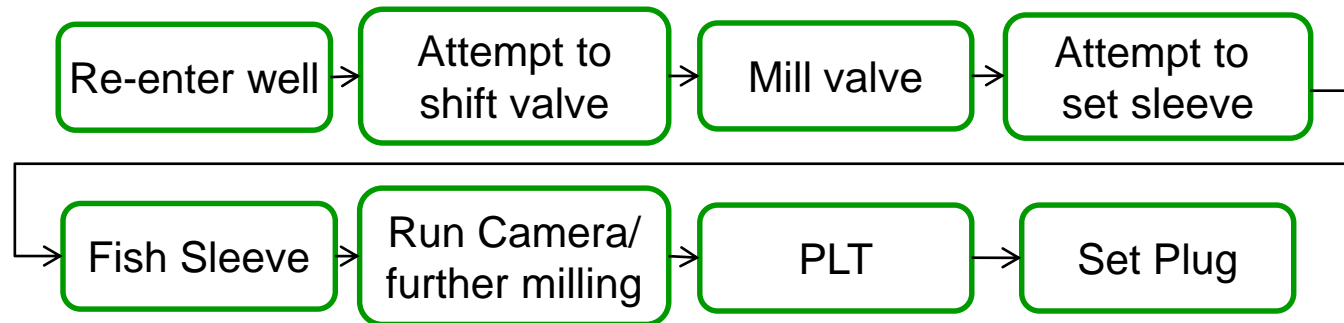 Re-enter well
Attempt to
shift valve
Mill valve
Attempt to
set sleeve
Fish Sleeve
Run Camera/
further milling
PLT
Set Plug